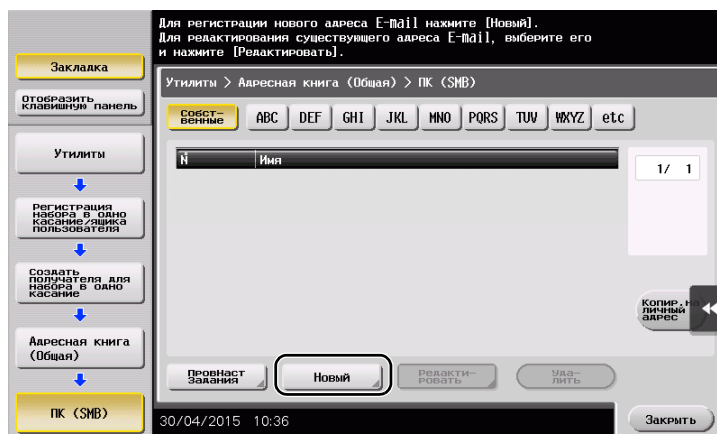 Для регистрации нового адреса E-mail нажмите [Новый].
Для редактирования существующего адреса E-mail, выберите его
и нажмите [Редактировать].
Закладка
Отобразить
клавишную панель
Утилиты
Регистрация
набора в одно
касание/ящика
пользователя
Создать
получателя для
набора в одно
касание
Адресная книга
(Общая)
ПК (SMB)
Утилиты > Адресная книга (Общая) > ПК (SMB)
Собст-
венные
ABC
DEF
GHI
JKL
MNO
PQRS
TUV
WXYZ
etc
N
Имя
1/ 1
Копир.на
личный
адрес
ПровНаст
Задания
Новый
Редакти-
ровать
Уда-
лить
30/04/2015 10:36
Закрыть